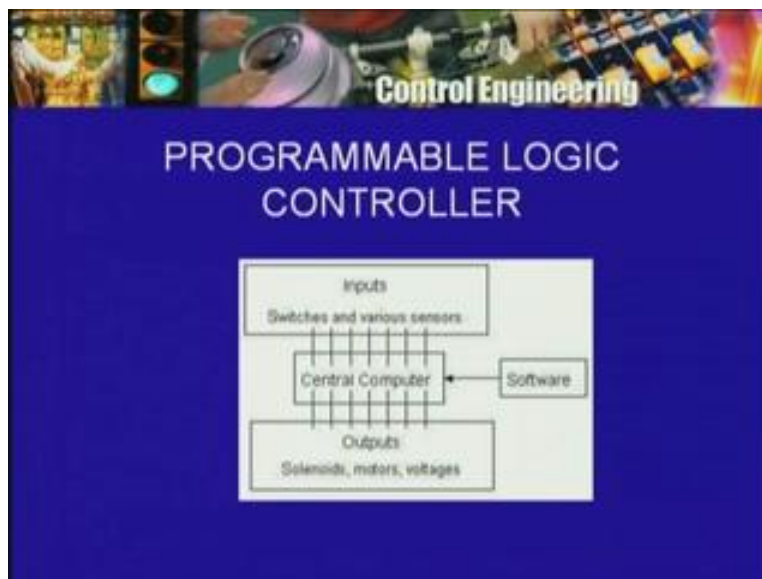 Control Engineering
PROGRAMMABLE LOGIC
CONTROLLER
Inputs
Switches and various sensors
Central Computer
Software
Outputs
Solenoids, motors, voltages